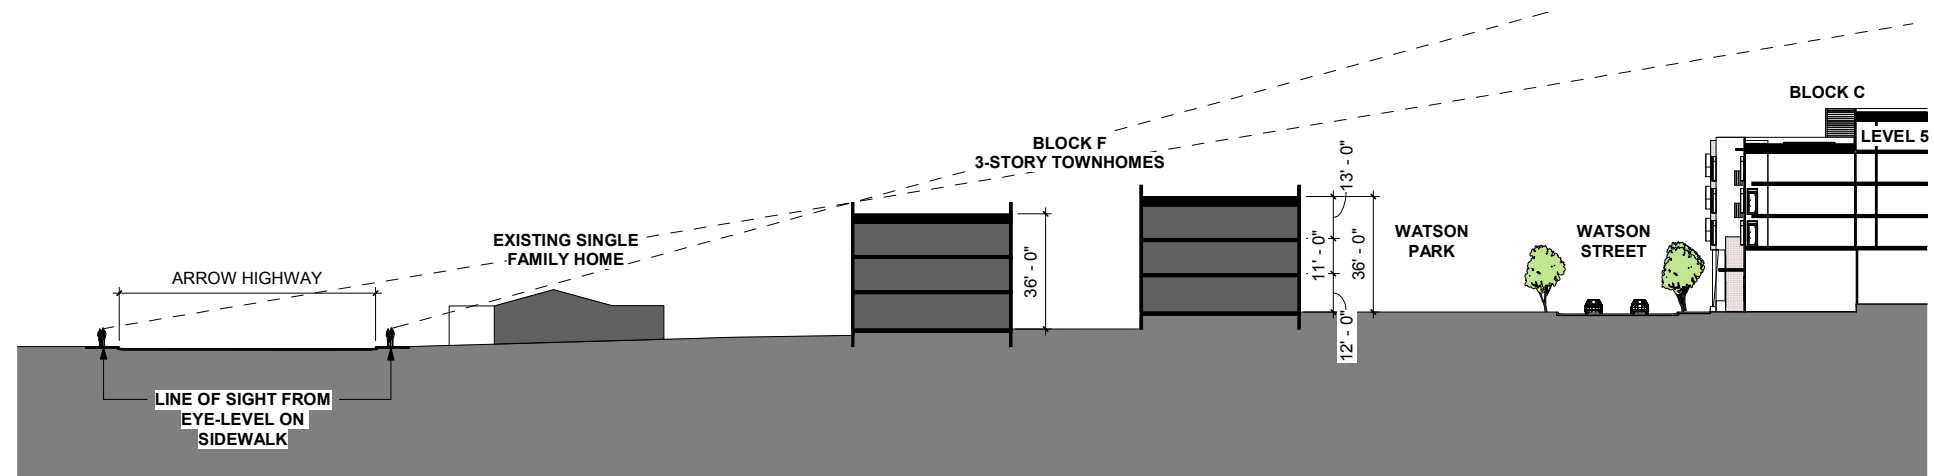 BLOCK C
LEVEL 5
BLOCK F
3-STORY TOWNHOMES
13' - 0"
11' - 0"
12' - 0"
36' - 0"
36' - 0"
WATSON
PARK
WATSON
STREET
EXISTING SINGLE
FAMILY HOME
ARROW HIGHWAY
LINE OF SIGHT FROM
EYE-LEVEL ON
SIDEWALK